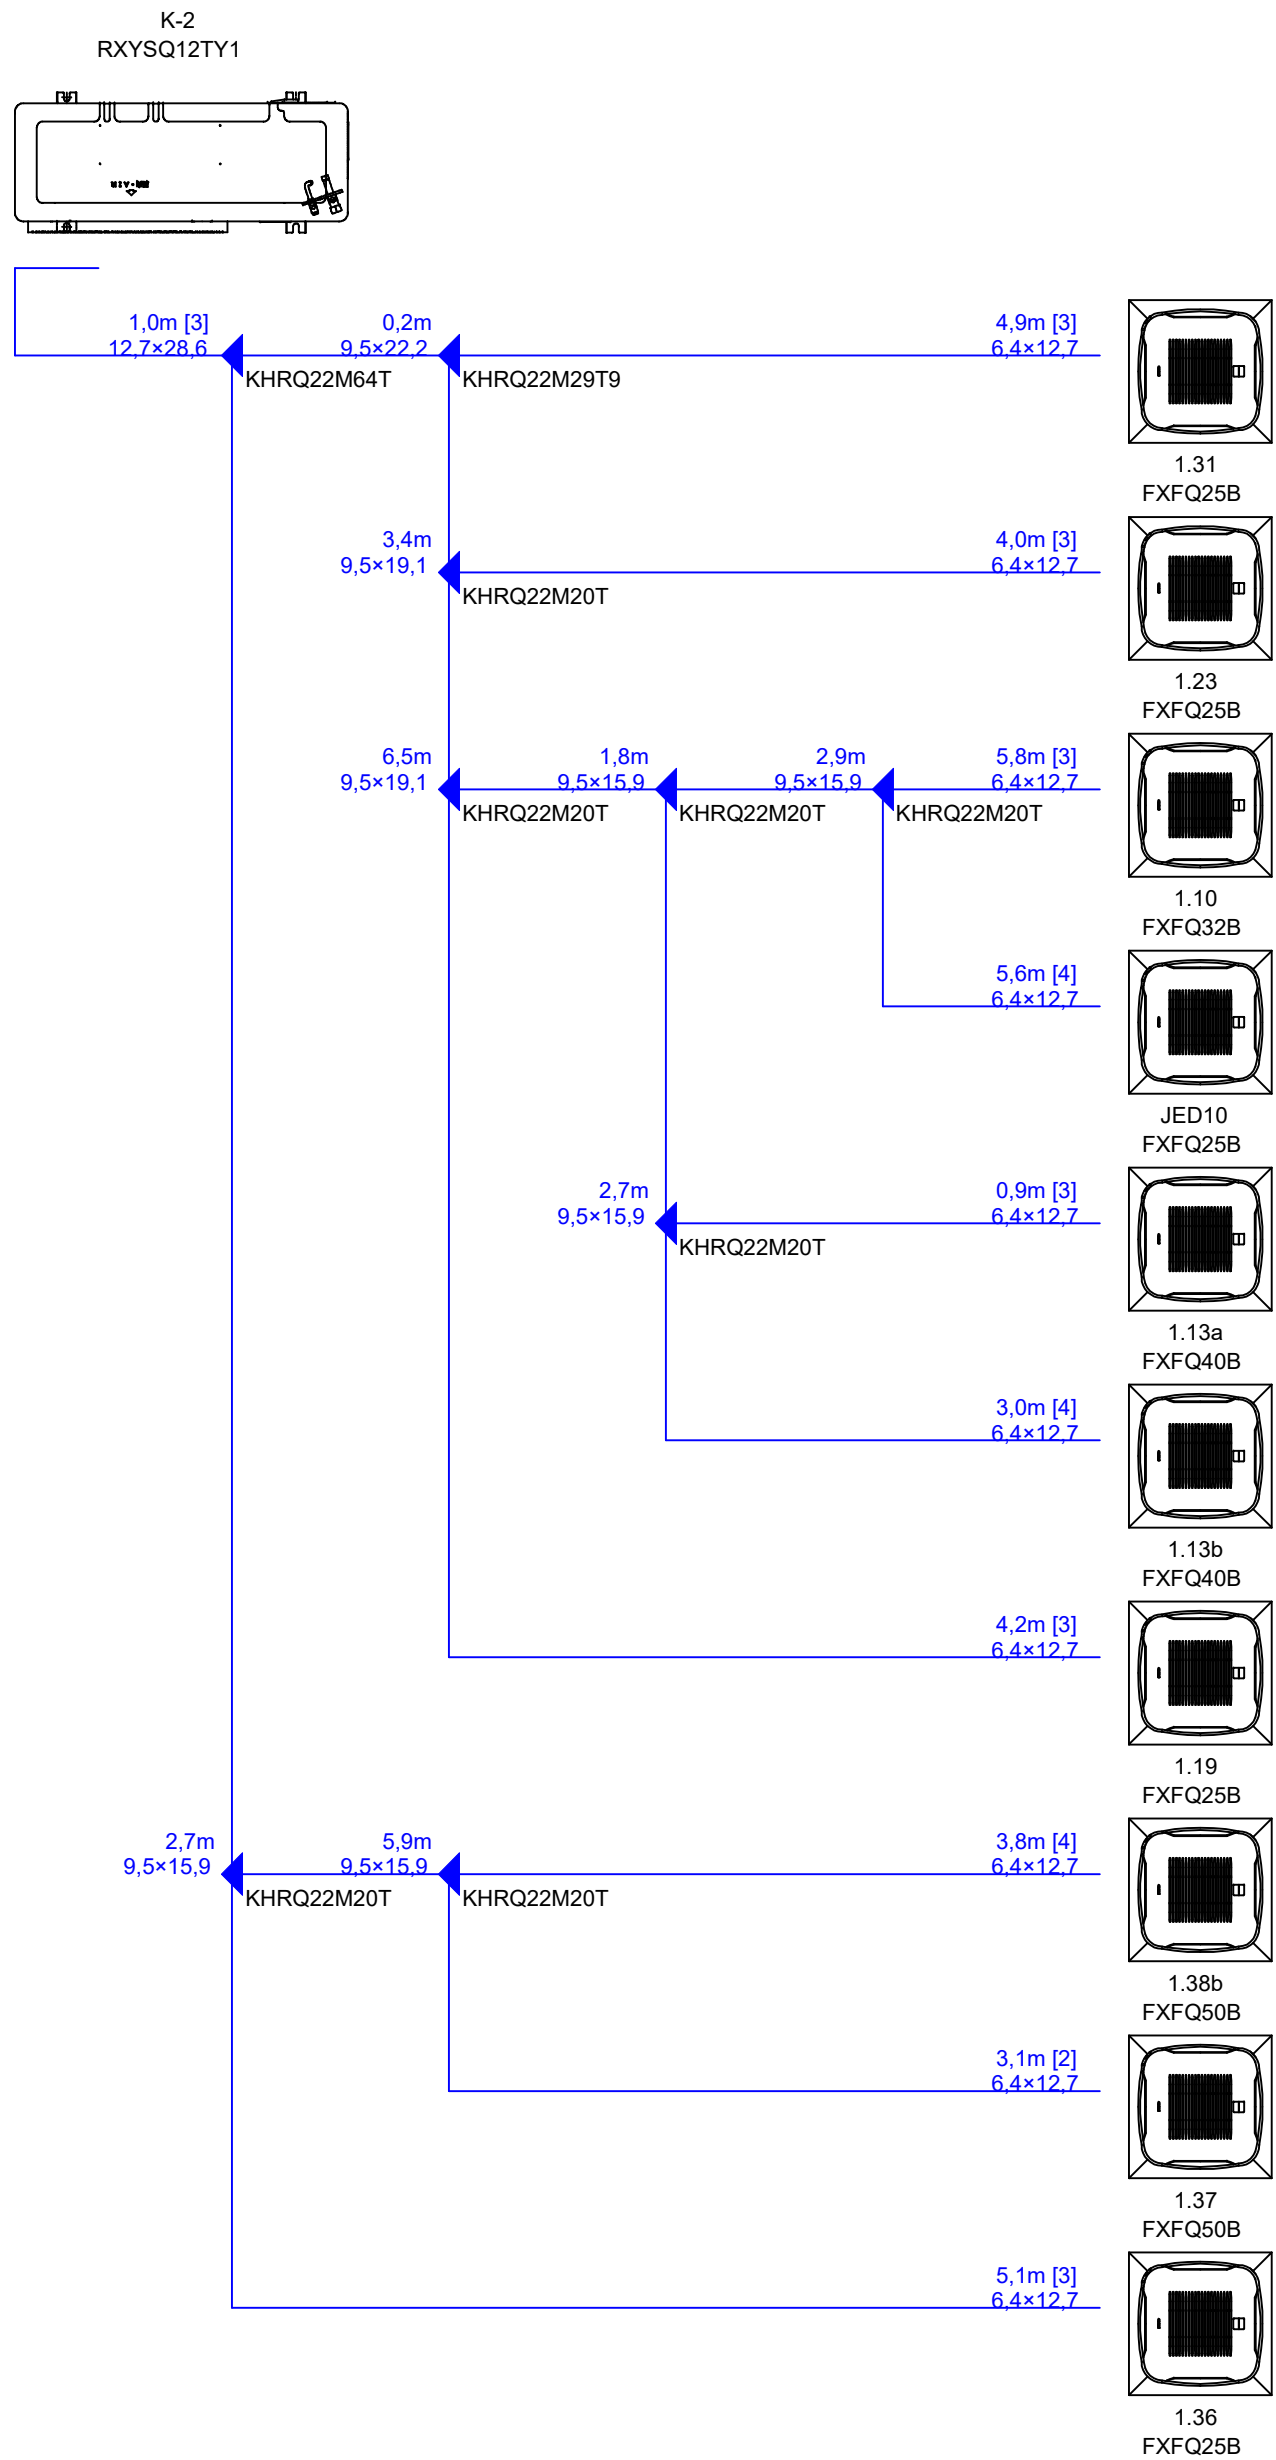 K-2
RXYSQ12TY1
1,0m [3]
12,7×28,6
KHRQ22M64T
0,2m
9,5×22,2
KHRQ22M29T9
4,9m [3]
6,4×12,7
1.31
FXFQ25B
3,4m
9,5×19,1
KHRQ22M20T
4,0m [3]
6,4×12,7
1.23
FXFQ25B
6,5m
9,5×19,1
KHRQ22M20T
1,8m
9,5×15,9
KHRQ22M20T
2,9m
9,5×15,9
KHRQ22M20T
5,8m [3]
6,4×12,7
1.10
FXFQ32B
5,6m [4]
6,4×12,7
JED10
FXFQ25B
2,7m
9,5×15,9
KHRQ22M20T
0,9m [3]
6,4×12,7
1.13a
FXFQ40B
3,0m [4]
6,4×12,7
1.13b
FXFQ40B
4,2m [3]
6,4×12,7
1.19
FXFQ25B
2,7m
9,5×15,9
KHRQ22M20T
5,9m
9,5×15,9
KHRQ22M20T
3,8m [4]
6,4×12,7
1.38b
FXFQ50B
3,1m [2]
6,4×12,7
1.37
FXFQ50B
5,1m [3]
6,4×12,7
1.36
FXFQ25B